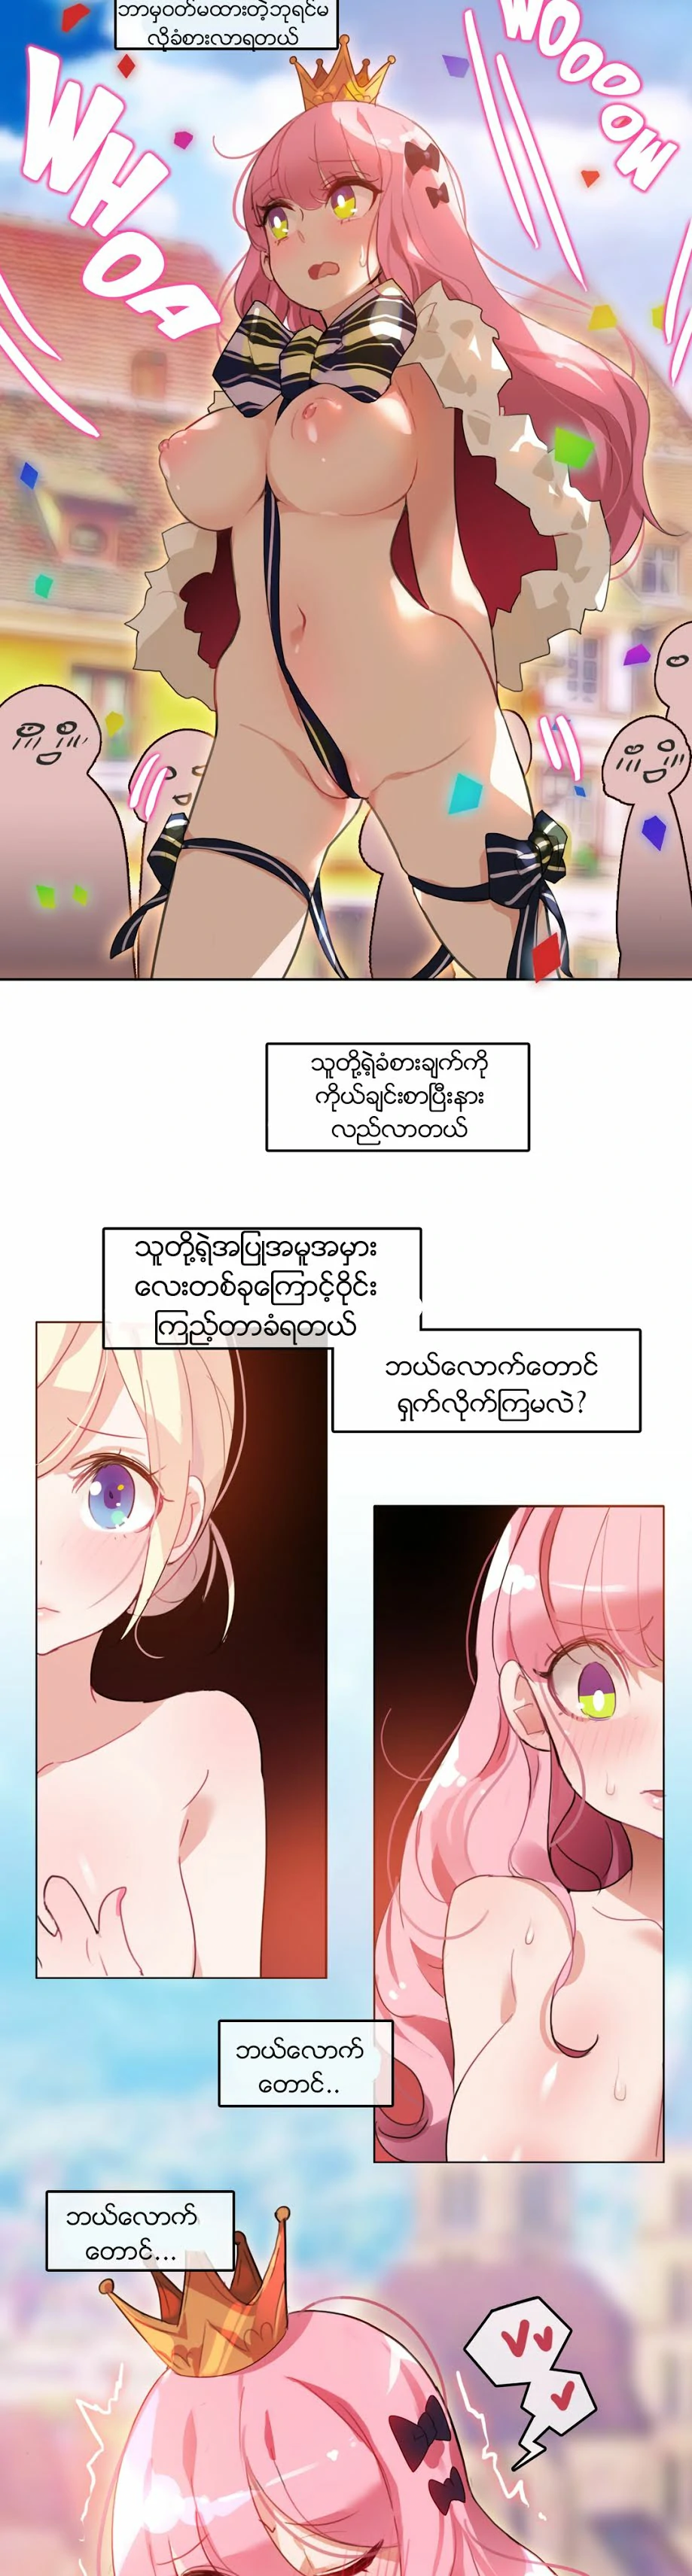 ဘာမှဝတ်မထားတဲ့ဘုရင်မ
လိုခံစားလာရတယ်
WOOOOW
WHOA
သူတို့ရဲ့ခံစားချက်ကို
ကိုယ်ချင်းစာပြီးနား
လည်လာတယ်
သူတို့ရဲ့အပြုအမူအမှား
လေးတစ်ခုကြောင့်ဝိုင်း
ကြည့်တာခံရတယ်
ဘယ်လောက်တောင်
ရှက်လိုက်ကြမလဲ?
ဘယ်လောက်
တောင်..
ဘယ်လောက်
တောင်...